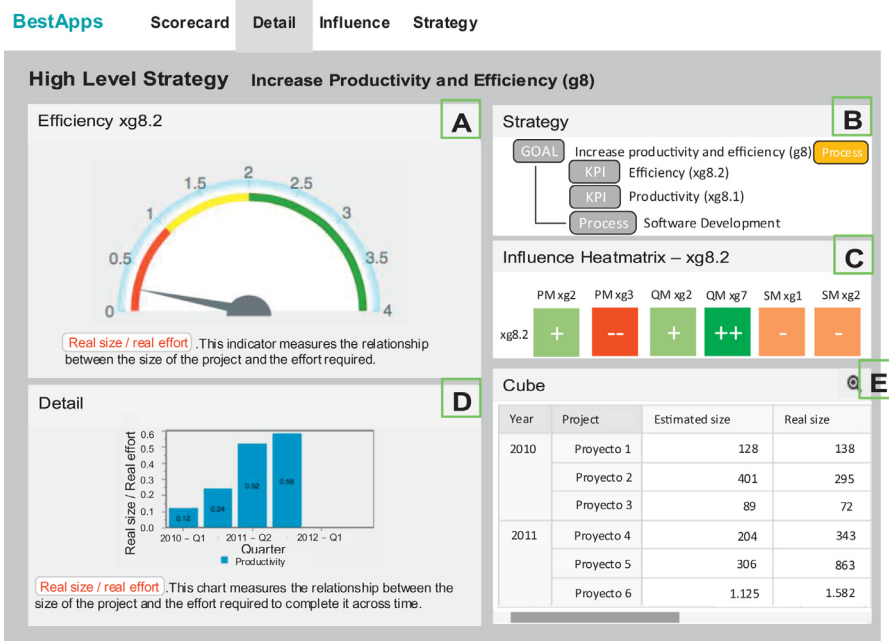 BestApps Scorecard Detail Influence Strategy
High Level Strategy Increase Productivity and Efficiency (g8)
Efficiency xg8.2
A
0
0.5
1
1.5
2
2.5
3
3.5
4
Real size / real effort .This indicator measures the relationship
between the size of the project and the effort required.
Strategy
B
GOAL Increase productivity and efficiency (g8) Process
KPI Efficiency (xg8.2)
KPI Productivity (xg8.1)
Process Software Development
Influence Heatmatrix – xg8.2
C
PM xg2 PM xg3 QM xg2 QM xg7 SM xg1 SM xg2
xg8.2 + -- + ++ - -
Detail
D
Real size / Real effort
0.6
0.5
0.4
0.3
0.2
0.1
0.0
0.12 0.24 0.52 0.58
2010 – Q1 2011 – Q2 2012 – Q1
Quarter
Productivity
Real size / real effort .This chart measures the relationship between the
size of the project and the effort required to complete it across time.
Cube
E
Year Project Estimated size Real size
2010 Proyecto 1 128 138
Proyecto 2 401 295
Proyecto 3 89 72
2011 Proyecto 4 204 343
Proyecto 5 306 863
Proyecto 6 1.125 1.582